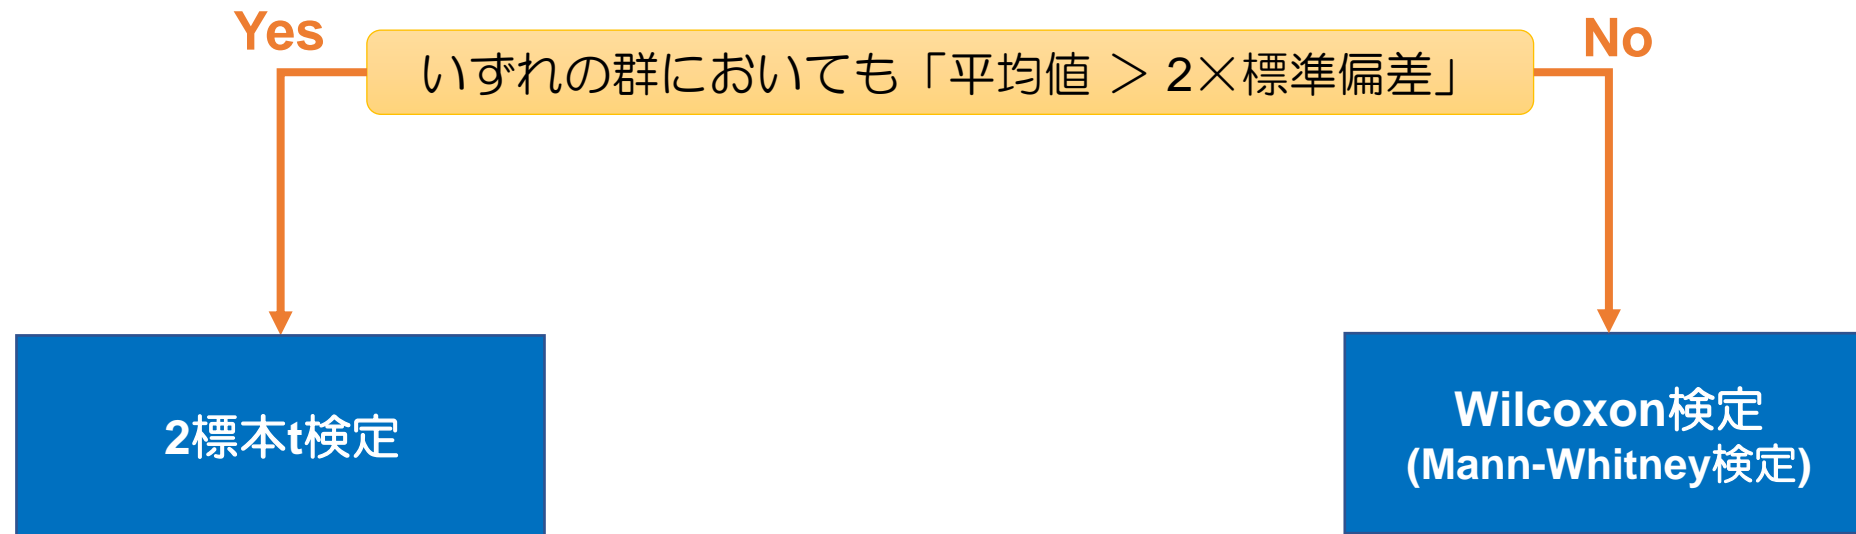 Yes
No
いずれの群においても「平均値 ＞ 2×標準偏差」
2標本t検定
Wilcoxon検定
(Mann-Whitney検定)